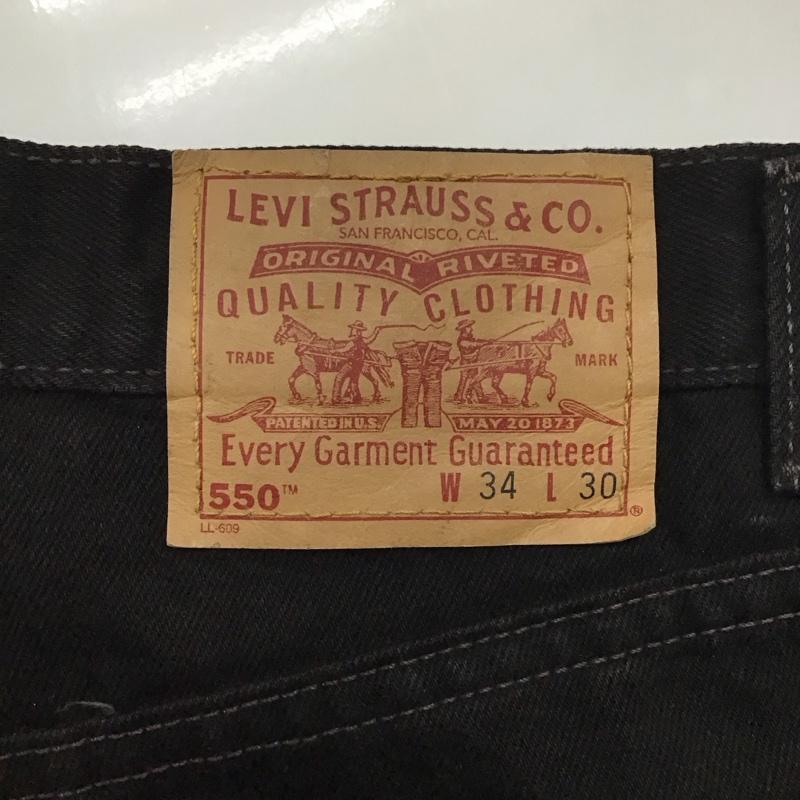 LEVI STRAUSS & CO.
SAN FRANCISCO, CAL.
ORIGINAL RIVETED
QUALITY CLOTHING
TRADE MARK
PATENTED IN U.S. MAY 20 1873
Every Garment Guaranteed
550™ W 34 L 30
®
LL-609